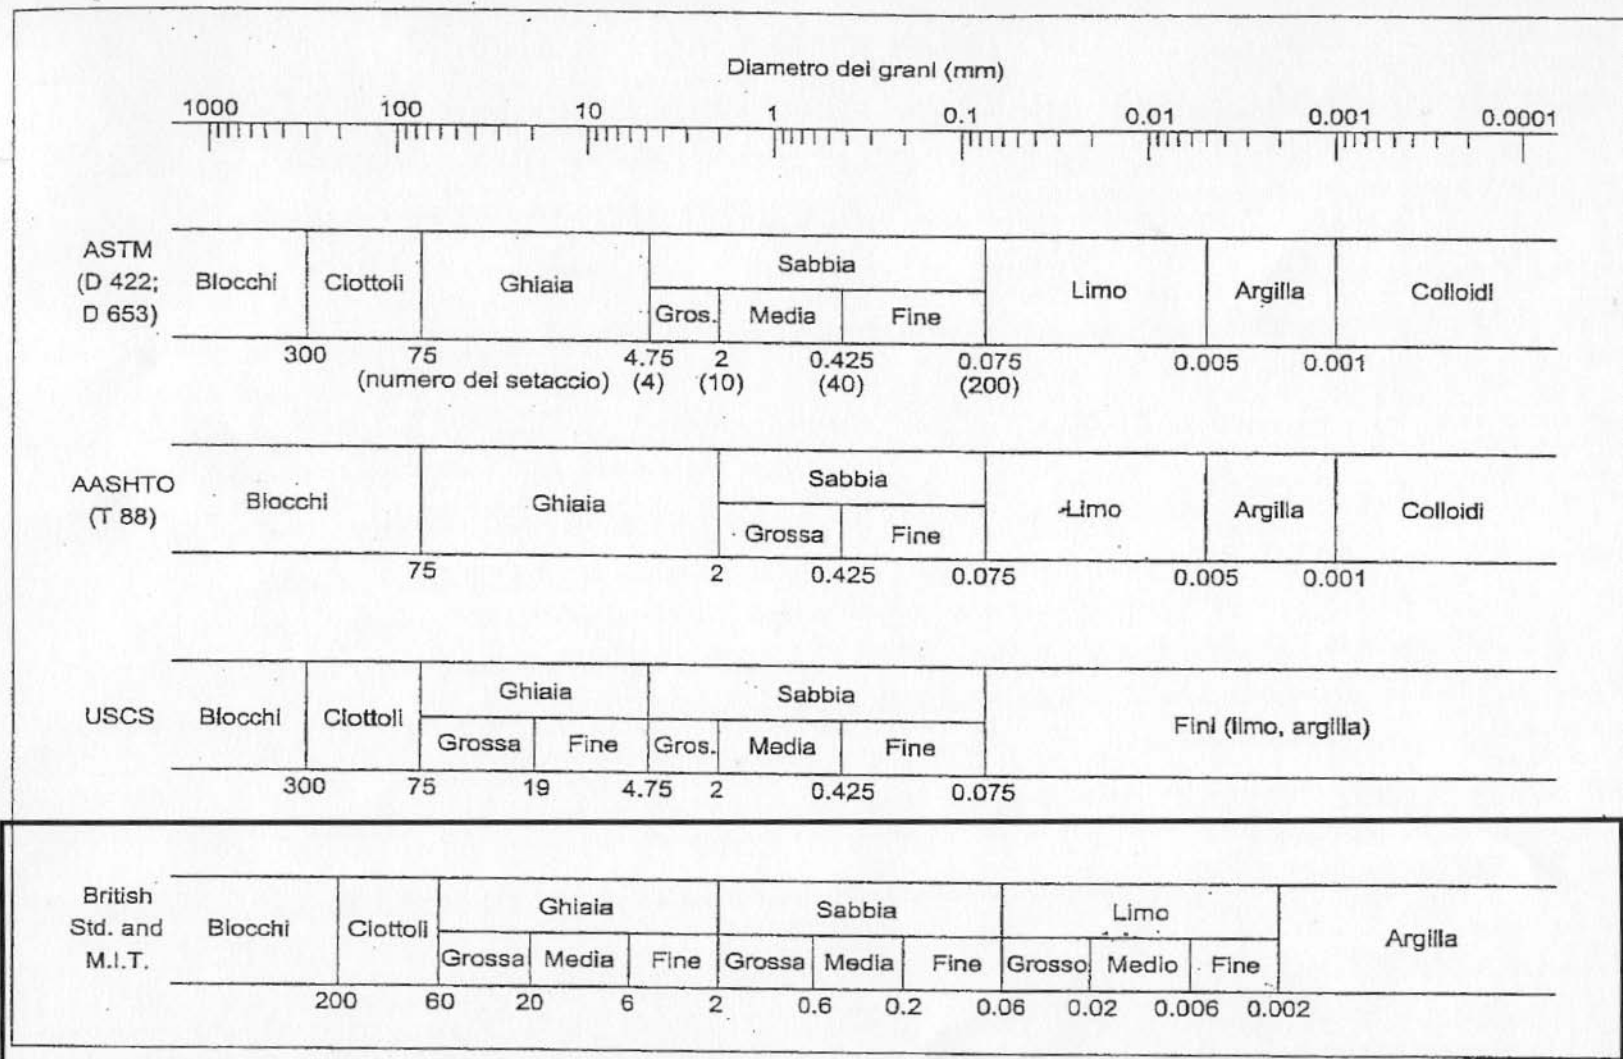 Diametro dei grani (mm)
1000 100 10 1 0.1 0.01 0.001 0.0001
ASTM
(D 422;
D 653)
Blocchi Ciottoli Ghiaia Sabbia Limo Argilla Colloidi
Gros. Media Fine
300 75 4.75 2 0.425 0.075 0.005 0.001
(numero del setaccio) (4) (10) (40) (200)
AASHTO
(T 88)
Blocchi Ghiaia Sabbia Limo Argilla Colloidi
Grossa Fine
75 2 0.425 0.075 0.005 0.001
USCS Blocchi Ciottoli Ghiaia Sabbia Fini (limo, argilla)
Grossa Fine Gros. Media Fine
300 75 19 4.75 2 0.425 0.075
British
Std. and
M.I.T.
Blocchi Ciottoli Ghiaia Sabbia Limo Argilla
Grossa Media Fine Grossa Media Fine Grosso Medio Fine
200 60 20 6 2 0.6 0.2 0.06 0.02 0.006 0.002